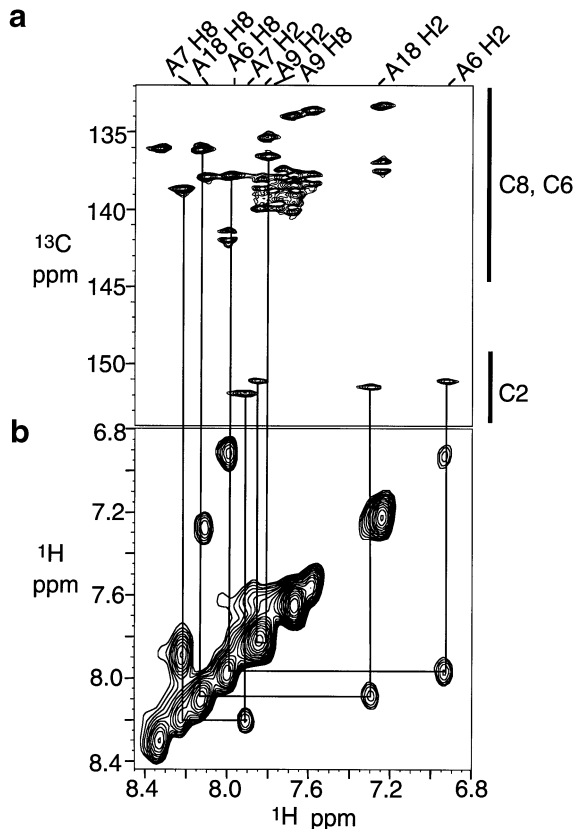 a
A7 H8
A18 H8
A6 H8
A7 H2
A9 H2
A9 H8
A18 H2
A6 H2
135
140
13C
ppm
145
150
C8, C6
C2
b
6.8
7.2
1H
ppm
7.6
8.0
8.4
8.4 8.0 7.6 7.2 6.8
1H ppm